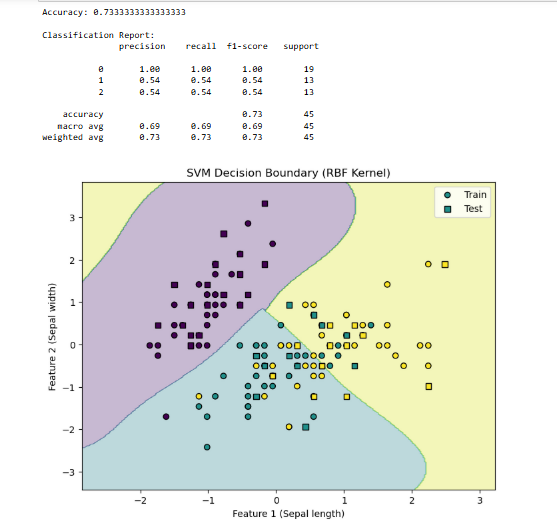 Accuracy: 0.7333333333333333
Classification Report:
precision recall f1-score support
0 1.00 1.00 1.00 19
1 0.54 0.54 0.54 13
2 0.54 0.54 0.54 13
accuracy 0.73 45
macro avg 0.69 0.69 0.69 45
weighted avg 0.73 0.73 0.73 45
SVM Decision Boundary (RBF Kernel)
Train
Test
Feature 2 (Sepal width)
3
2
1
0
−1
−2
−3
−2 −1 0 1 2 3
Feature 1 (Sepal length)